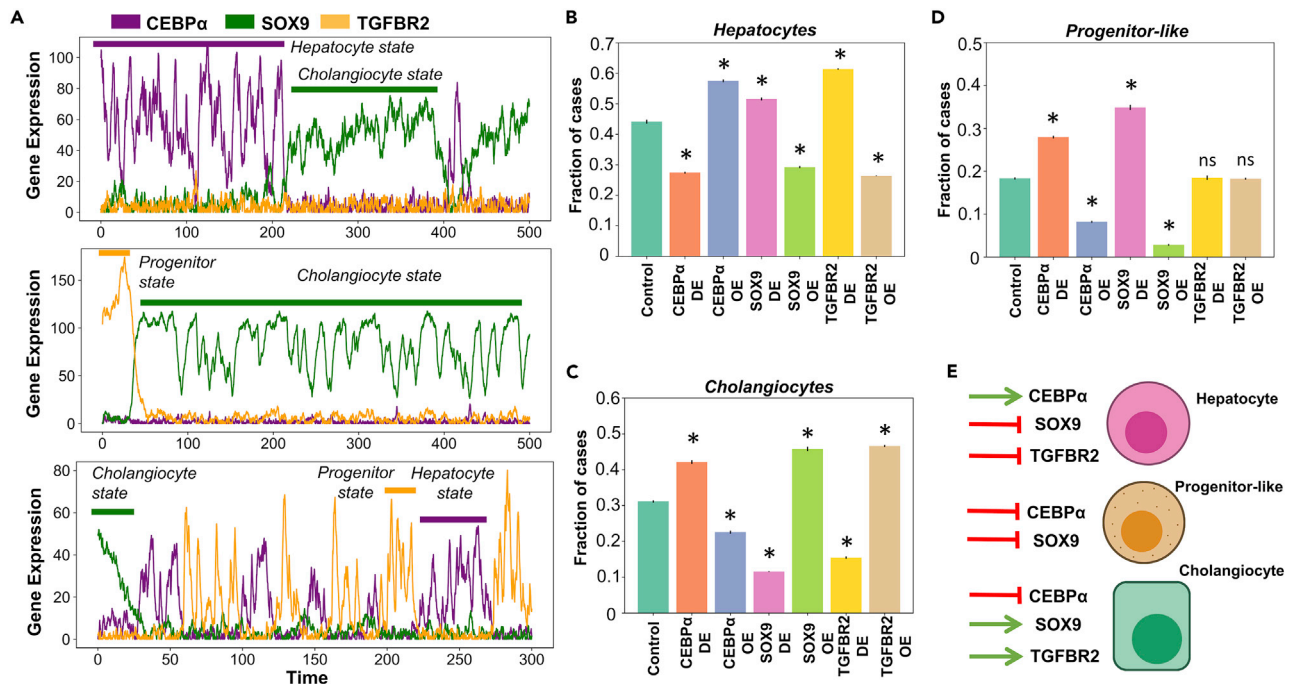 A
CEBPα SOX9 TGFBR2
Gene Expression
100
80
60
40
20
0
Hepatocyte state
Cholangiocyte state
0 100 200 300 400 500
Gene Expression
150
100
50
0
Progenitor
state
Cholangiocyte state
0 100 200 300 400 500
Gene Expression
80
60
40
20
0
Cholangiocyte
state
Progenitor
state
Hepatocyte
state
0 50 100 150 200 250 300
Time
B
Hepatocytes
Fraction of cases
0.7
0.6
0.5
0.4
0.3
0.2
0.1
0
* * * * * *
Control
CEBPα DE
CEBPα OE
SOX9 DE
SOX9 OE
TGFBR2 DE
TGFBR2 OE
C
Cholangiocytes
Fraction of cases
0.6
0.5
0.4
0.3
0.2
0.1
0
* * * * * *
Control
CEBPα DE
CEBPα OE
SOX9 DE
SOX9 OE
TGFBR2 DE
TGFBR2 OE
D
Progenitor-like
Fraction of cases
0.5
0.3
0.2
0.1
0
* * * * ns ns
Control
CEBPα DE
CEBPα OE
SOX9 DE
SOX9 OE
TGFBR2 DE
TGFBR2 OE
E
CEBPα
SOX9
TGFBR2
Hepatocyte
CEBPα
SOX9
Progenitor-like
CEBPα
SOX9
TGFBR2
Cholangiocyte